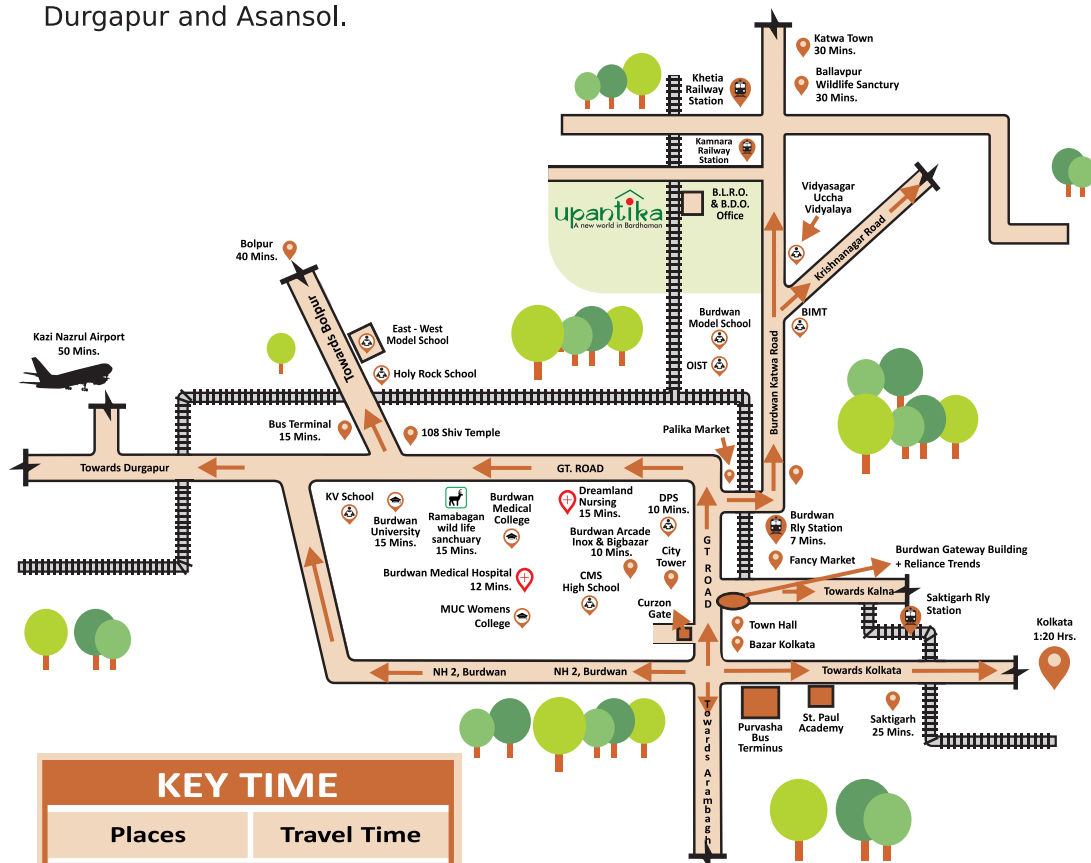 Durgapur and Asansol.
Katwa Town
30 Mins.
Khetia
Railway
Station
Ballavpur
Wildlife Sanctury
30 Mins.
Kamnara
Railway
Station
upantika
A new world in Bardhaman
B.L.R.O.
& B.D.O.
Office
Vidyasagar
Uccha
Vidyalaya
Krishnanagar Road
Bolpur
40 Mins.
Towards Bolpur
Burdwan
Model School
BIMT
OIST
Burdwan Katwa Road
Kazi Nazrul Airport
50 Mins.
East - West
Model School
Holy Rock School
Bus Terminal
15 Mins.
108 Shiv Temple
Palika Market
Towards Durgapur
GT. ROAD
KV School
Burdwan
University
15 Mins.
Ramabagan
wild life
sanchuary
15 Mins.
Burdwan
Medical
College
Dreamland
Nursing
15 Mins.
DPS
10 Mins.
Burdwan Arcade
Inox & Bigbazar
10 Mins.
City
Tower
GT ROAD
Burdwan
Rly Station
7 Mins.
Fancy Market
Burdwan Gateway Building
+ Reliance Trends
Burdwan Medical Hospital
12 Mins.
CMS
High School
MUC Womens
College
Curzon
Gate
Towards Kalna
Saktigarh Rly
Station
Town Hall
Bazar Kolkata
Kolkata
1:20 Hrs.
NH 2, Burdwan
NH 2, Burdwan
Towards Kolkata
Towards Arambagh
Purvasha
Bus
Terminus
St. Paul
Academy
Saktigarh
25 Mins.
KEY TIME
Places
Travel Time